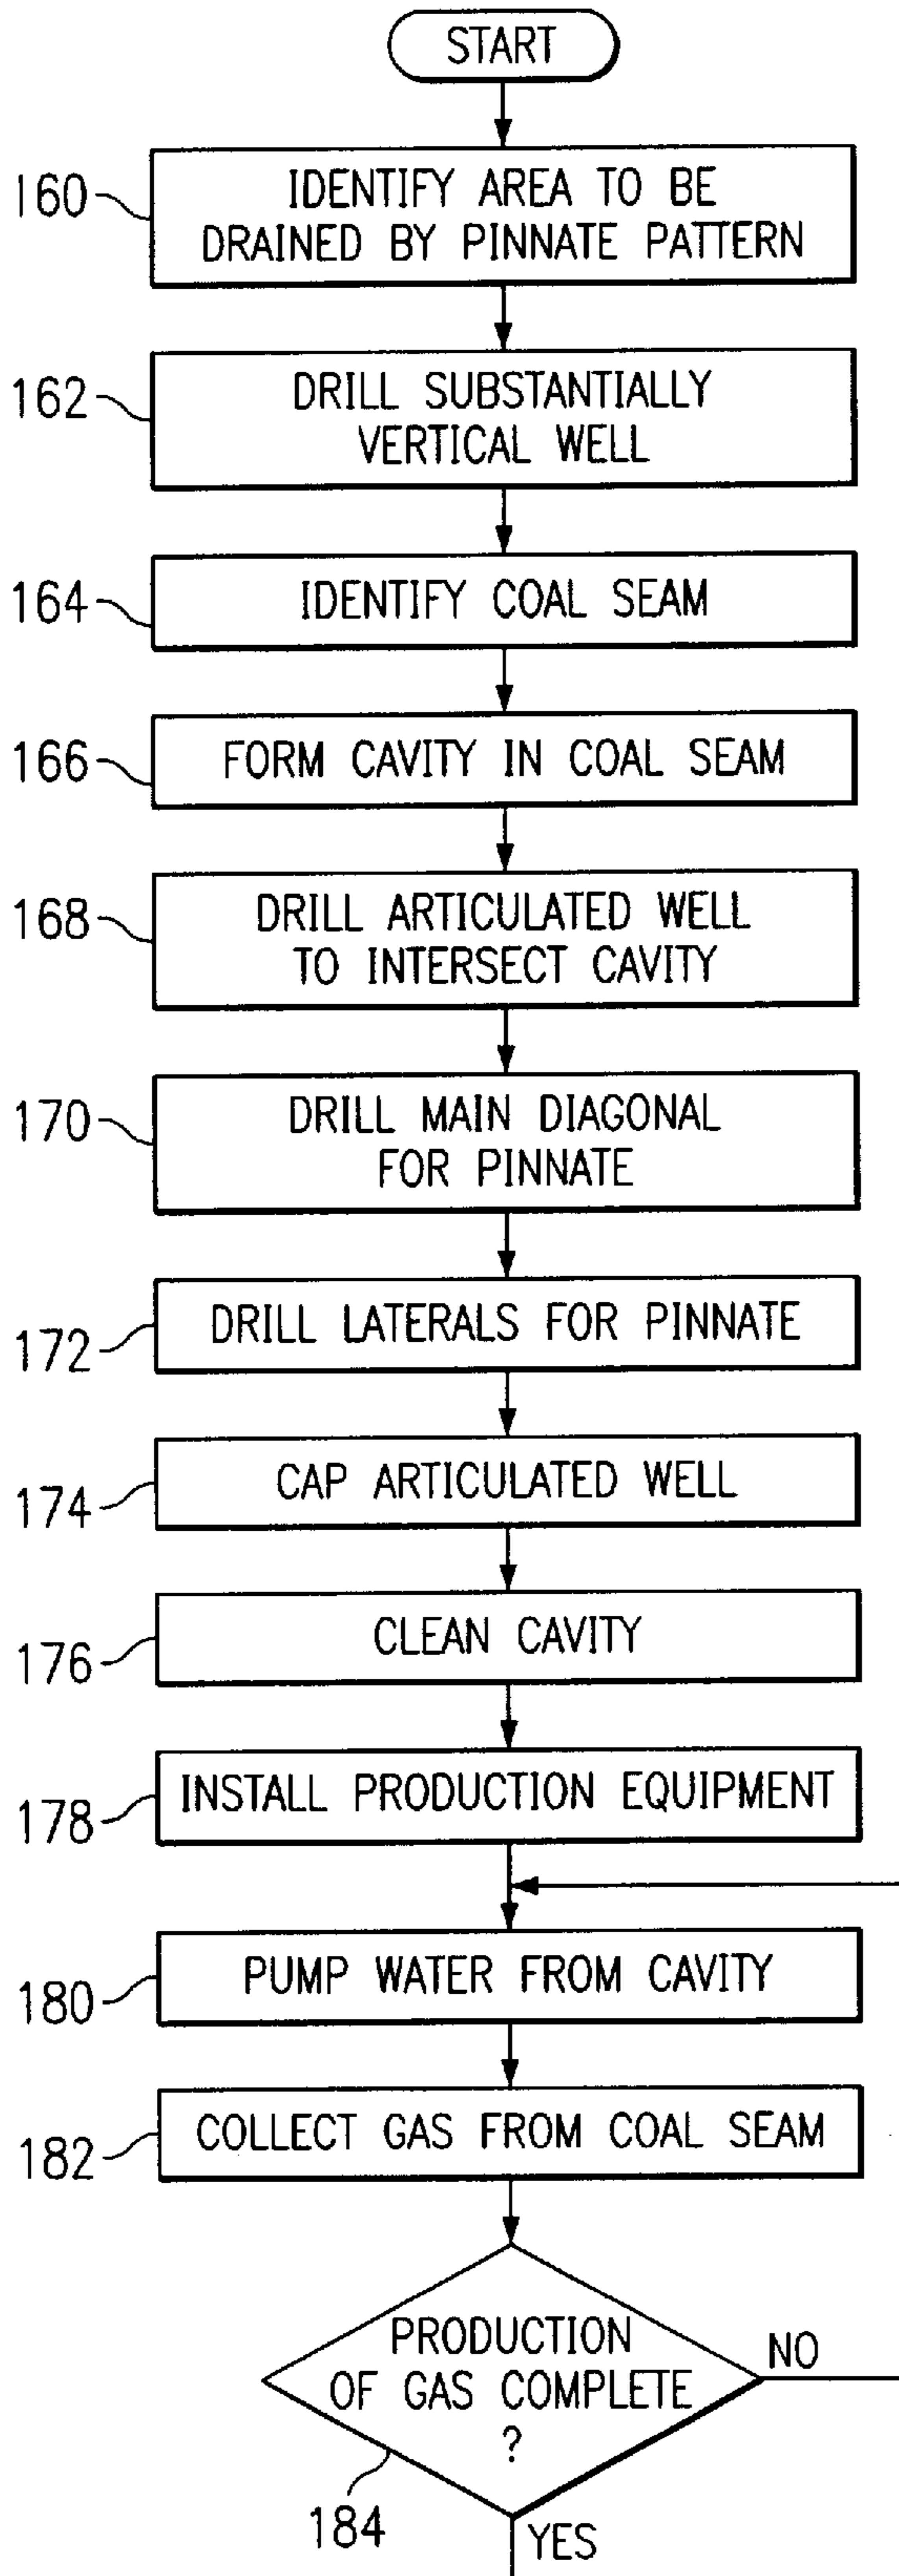 START
160
IDENTIFY AREA TO BE
DRAINED BY PINNATE PATTERN
162
DRILL SUBSTANTIALLY
VERTICAL WELL
164
IDENTIFY COAL SEAM
166
FORM CAVITY IN COAL SEAM
168
DRILL ARTICULATED WELL
TO INTERSECT CAVITY
170
DRILL MAIN DIAGONAL
FOR PINNATE
172
DRILL LATERALS FOR PINNATE
174
CAP ARTICULATED WELL
176
CLEAN CAVITY
178
INSTALL PRODUCTION EQUIPMENT
180
PUMP WATER FROM CAVITY
182
COLLECT GAS FROM COAL SEAM
PRODUCTION
OF GAS COMPLETE
?
NO
184
YES